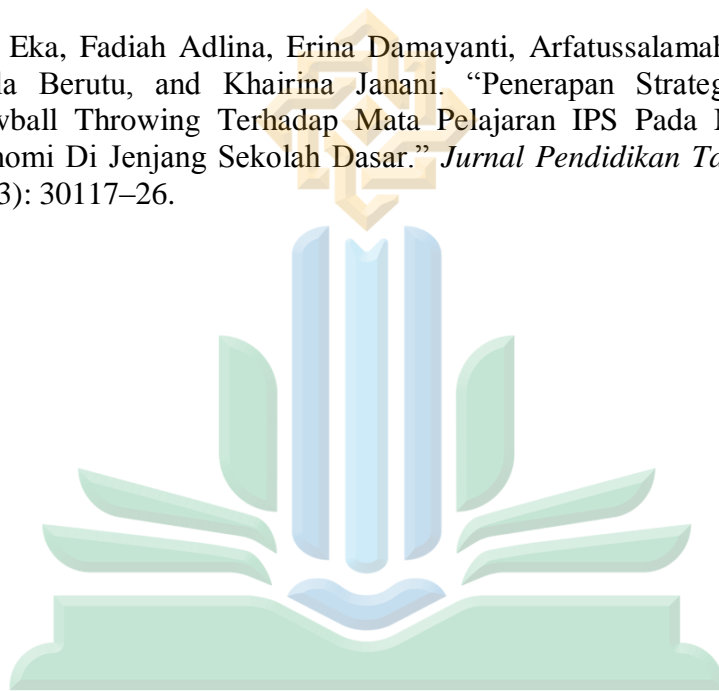 Eka, Fadiah Adlina, Erina Damayanti, Arfatussalamah
la Berutu, and Khairina Janani. “Penerapan Strateg
wball Throwing Terhadap Mata Pelajaran IPS Pada
nomi Di Jenjang Sekolah Dasar.” Jurnal Pendidikan Ta
3): 30117–26.